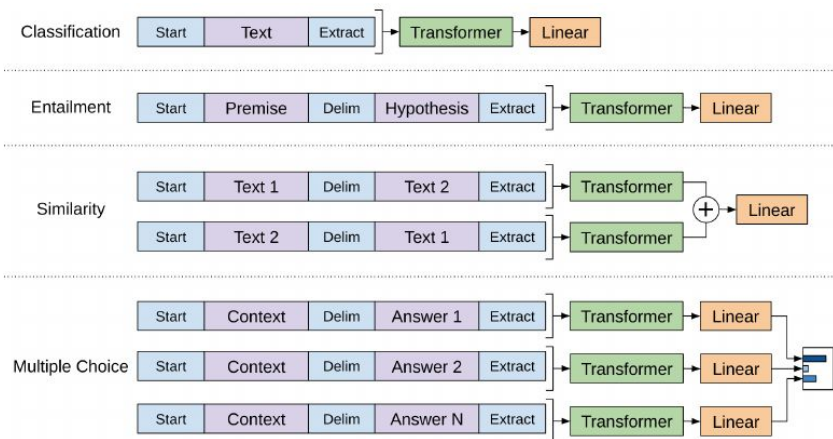 Classification Start Text Extract Transformer Linear
Entailment Start Premise Delim Hypothesis Extract Transformer Linear
Similarity
Start Text 1 Delim Text 2 Extract Transformer
+ Linear
Start Text 2 Delim Text 1 Extract Transformer
Multiple Choice
Start Context Delim Answer 1 Extract Transformer Linear
Start Context Delim Answer 2 Extract Transformer Linear
Start Context Delim Answer N Extract Transformer Linear